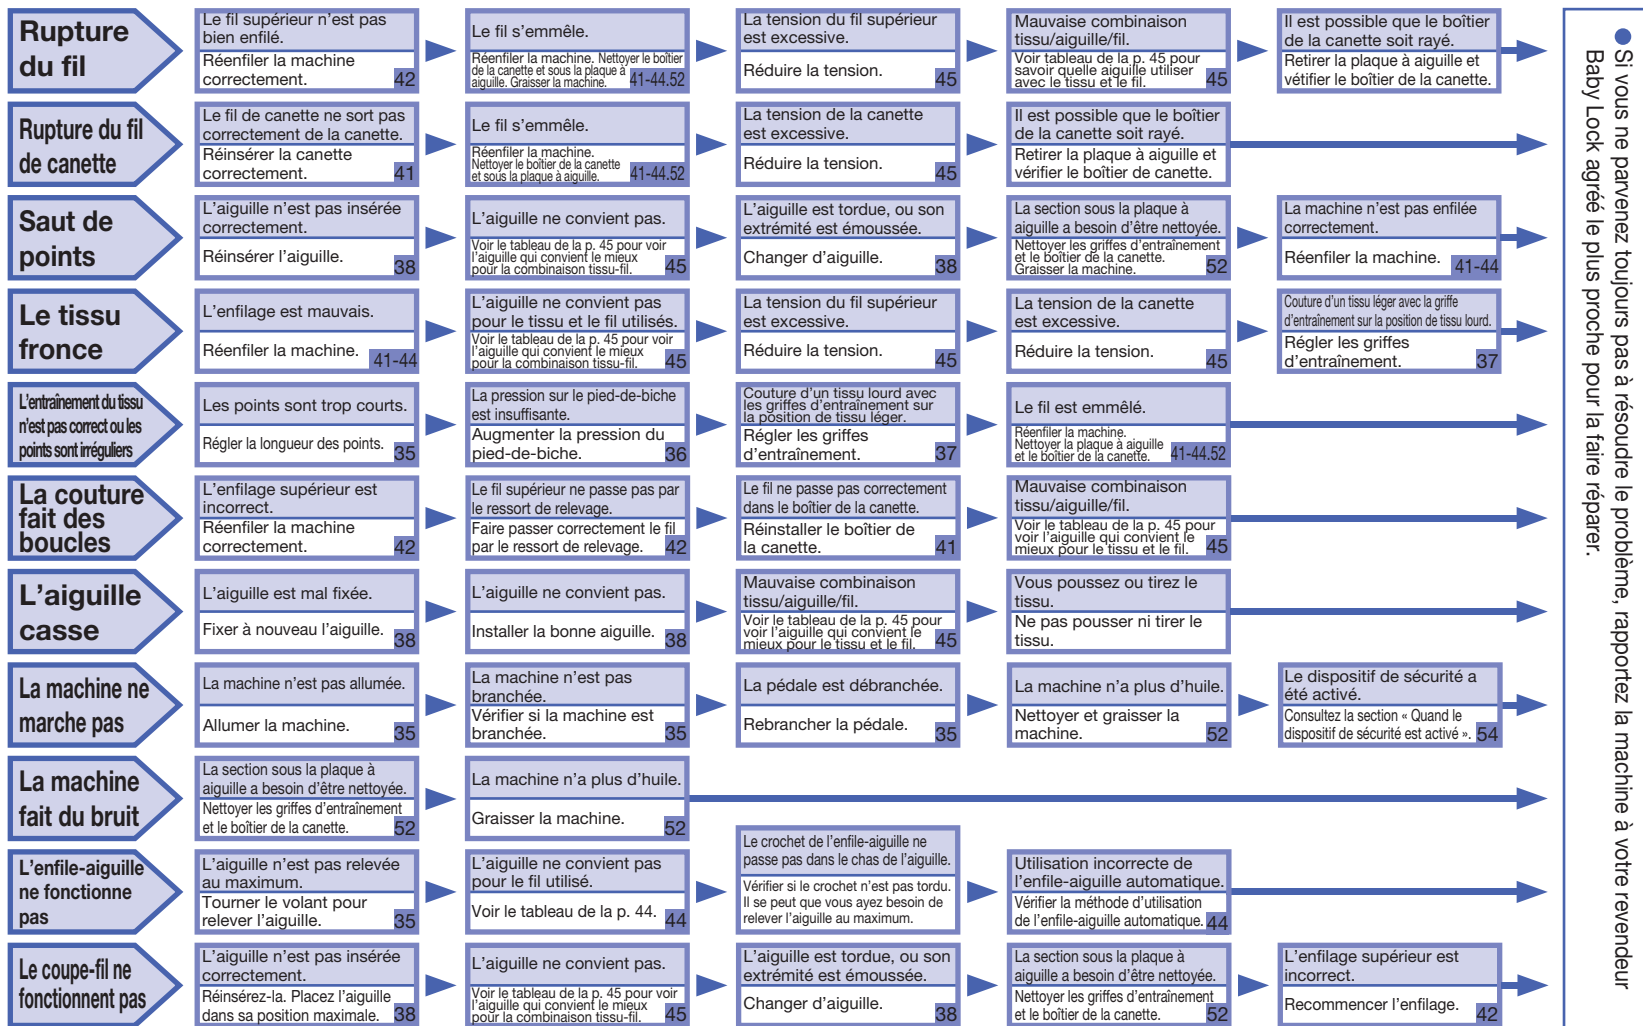 Rupture
du fil
Le fil supérieur n'est pas
bien enfilé.
Réenfiler la machine
correctement. 42
Le fil s'emmêle.
Réenfiler la machine. Nettoyer le boîtier
de la canette et sous la plaque à
aiguille. Graisser la machine. 41-44.52
La tension du fil supérieur
est excessive.
Réduire la tension. 45
Mauvaise combinaison
tissu/aiguille/fil.
Voir tableau de la p. 45 pour
savoir quelle aiguille utiliser
avec le tissu et le fil. 45
Il est possible que le boîtier
de la canette soit rayé.
Retirer la plaque à aiguille et
vétifier le boîtier de la canette.
Rupture du fil
de canette
Le fil de canette ne sort pas
correctement de la canette.
Réinsérer la canette
correctement. 41
Le fil s'emmêle.
Réenfiler la machine.
Nettoyer le boîtier de la canette
et sous la plaque à aiguille. 41-44.52
La tension de la canette
est excessive.
Réduire la tension. 45
Il est possible que le boîtier
de la canette soit rayé.
Retirer la plaque à aiguille et
vérifier le boîtier de canette.
Saut de
points
L'aiguille n'est pas insérée
correctement.
Réinsérer l'aiguille. 38
L'aiguille ne convient pas.
Voir le tableau de la p. 45 pour voir
l'aiguille qui convient le mieux
pour la combinaison tissu-fil. 45
L'aiguille est tordue, ou son
extrémité est émoussée.
Changer d'aiguille. 38
La section sous la plaque à
aiguille a besoin d'être nettoyée.
Nettoyer les griffes d'entraînement
et le boîtier de la canette.
Graisser la machine. 52
La machine n'est pas enfilée
correctement.
Réenfiler la machine. 41-44
Le tissu
fronce
L'enfilage est mauvais.
Réenfiler la machine. 41-44
L'aiguille ne convient pas
pour le tissu et le fil utilisés.
Voir le tableau de la p. 45 pour voir
l'aiguille qui convient le mieux
pour la combinaison tissu-fil. 45
La tension du fil supérieur
est excessive.
Réduire la tension. 45
La tension de la canette
est excessive.
Réduire la tension. 45
Couture d'un tissu léger avec la griffe
d'entraînement sur la position de tissu lourd.
Régler les griffes
d'entraînement. 37
L'entraînement du tissu
n'est pas correct ou les
points sont irréguliers
Les points sont trop courts.
Régler la longueur des points. 35
La pression sur le pied-de-biche
est insuffisante.
Augmenter la pression du
pied-de-biche. 36
Couture d'un tissu lourd avec
les griffes d'entraînement sur
la position de tissu léger.
Régler les griffes
d'entraînement. 37
Le fil est emmêlé.
Réenfiler la machine.
Nettoyer la plaque à aiguille
et le boîtier de la canette. 41-44.52
La couture
fait des
boucles
L'enfilage supérieur est
incorrect.
Réenfiler la machine
correctement. 42
Le fil supérieur ne passe pas par
le ressort de relevage.
Faire passer correctement le fil
par le ressort de relevage. 42
Le fil ne passe pas correctement
dans le boîtier de la canette.
Réinstaller le boîtier de
la canette. 41
Mauvaise combinaison
tissu/aiguille/fil.
Voir le tableau de la p. 45 pour
voir l'aiguille qui convient le
mieux pour le tissu et le fil. 45
L'aiguille
casse
L'aiguille est mal fixée.
Fixer à nouveau l'aiguille. 38
L'aiguille ne convient pas.
Installer la bonne aiguille. 38
Mauvaise combinaison
tissu/aiguille/fil.
Voir le tableau de la p. 45 pour
voir l'aiguille qui convient le
mieux pour le tissu et le fil. 45
Vous poussez ou tirez le
tissu.
Ne pas pousser ni tirer le
tissu.
La machine ne
marche pas
La machine n'est pas allumée.
Allumer la machine. 35
La machine n'est pas
branchée.
Vérifier si la machine est
branchée. 35
La pédale est débranchée.
Rebrancher la pédale. 35
La machine n'a plus d'huile.
Nettoyer et graisser la
machine. 52
Le dispositif de sécurité a
été activé.
Consultez la section « Quand le
dispositif de sécurité est activé ». 54
La machine
fait du bruit
La section sous la plaque à
aiguille a besoin d'être nettoyée.
Nettoyer les griffes d'entraînement
et le boîtier de la canette. 52
La machine n'a plus d'huile.
Graisser la machine. 52
L'enfile-aiguille
ne fonctionne
pas
L'aiguille n'est pas relevée
au maximum.
Tourner le volant pour
relever l'aiguille. 35
L'aiguille ne convient pas
pour le fil utilisé.
Voir le tableau de la p. 44. 44
Le crochet de l'enfile-aiguille ne
passe pas dans le chas de l'aiguille.
Vérifier si le crochet n'est pas tordu.
Il se peut que vous ayez besoin de
relever l'aiguille au maximum.
Utilisation incorrecte de
l'enfile-aiguille automatique.
Vérifier la méthode d'utilisation
de l'enfile-aiguille automatique. 44
Le coupe-fil ne
fonctionnent pas
L'aiguille n'est pas insérée
correctement.
Réinsérez-la. Placez l'aiguille
dans sa position maximale. 38
L'aiguille ne convient pas.
Voir le tableau de la p. 45 pour voir
l'aiguille qui convient le mieux
pour la combinaison tissu-fil. 45
L'aiguille est tordue, ou son
extrémité est émoussée.
Changer d'aiguille. 38
La section sous la plaque à
aiguille a besoin d'être nettoyée.
Nettoyer les griffes d'entraînement
et le boîtier de la canette. 52
L'enfilage supérieur est
incorrect.
Recommencer l'enfilage. 42
● Si vous ne parvenez toujours pas à résoudre le problème, rapportez la machine à votre revendeur
Baby Lock agréé le plus proche pour la faire réparer.